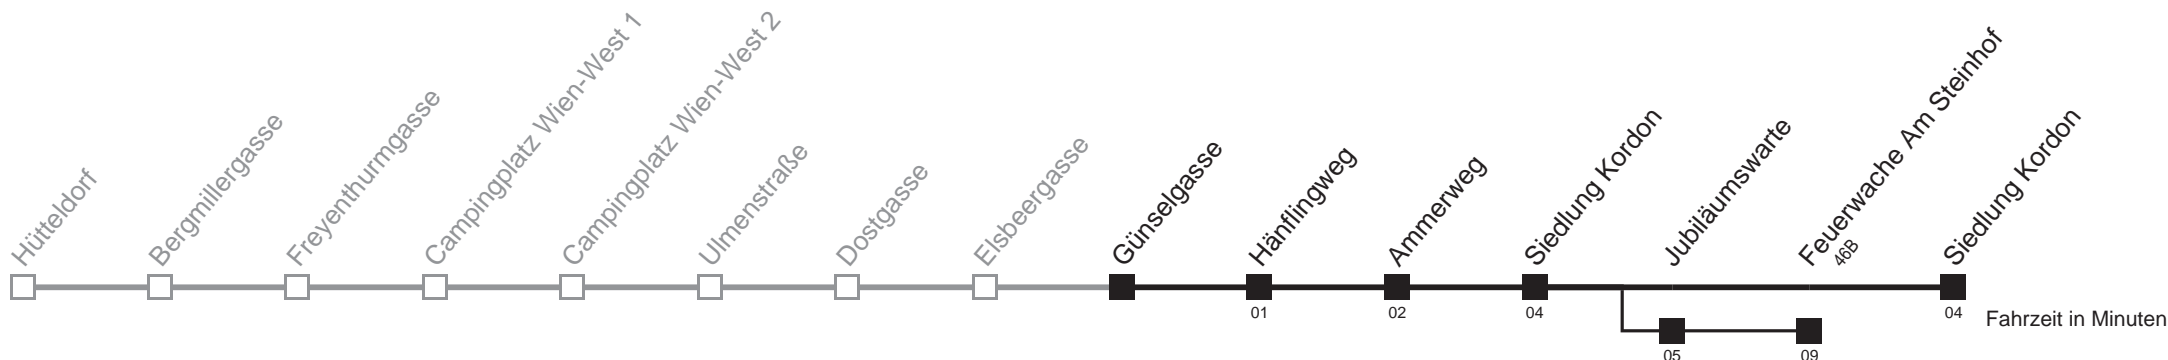 Hütteldorf
Bergmillergasse
Freyenthurmgasse
Campingplatz Wien-West 1
Campingplatz Wien-West 2
Ulmenstraße
Dostgasse
Elsbeergasse
Günselgasse
Hänflingweg
Ammerweg
Siedlung Kordon
Jubiläumswarte
Feuerwache Am Steinhof
46B
Siedlung Kordon
01
02
04
04
Fahrzeit in Minuten
05
09